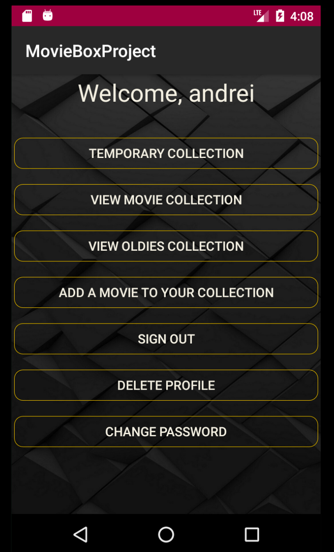 LTE 4:08
MovieBoxProject
Welcome, andrei
TEMPORARY COLLECTION
VIEW MOVIE COLLECTION
VIEW OLDIES COLLECTION
ADD A MOVIE TO YOUR COLLECTION
SIGN OUT
DELETE PROFILE
CHANGE PASSWORD